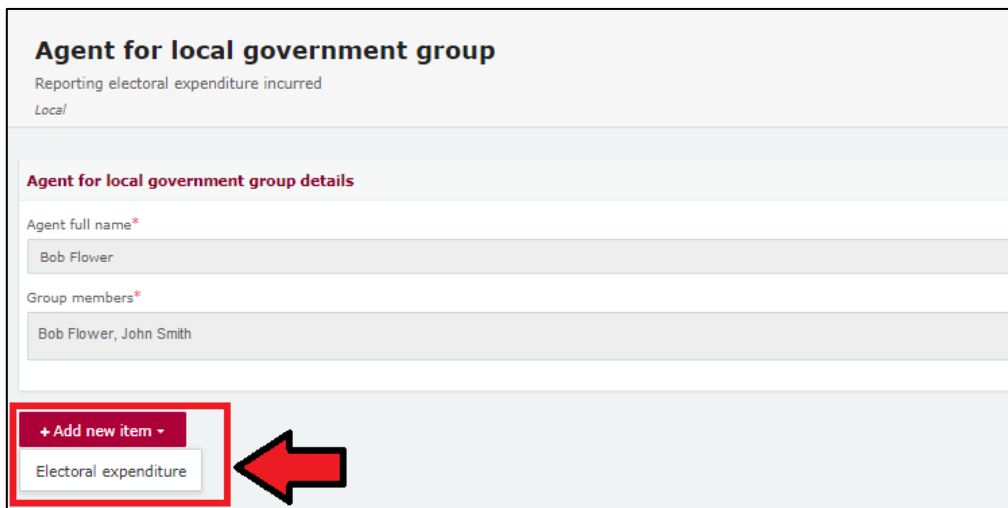 Agent for local government group
Reporting electoral expenditure incurred
Local
Agent for local government group details
Agent full name*
Bob Flower
Group members*
Bob Flower, John Smith
+ Add new item
Electoral expenditure